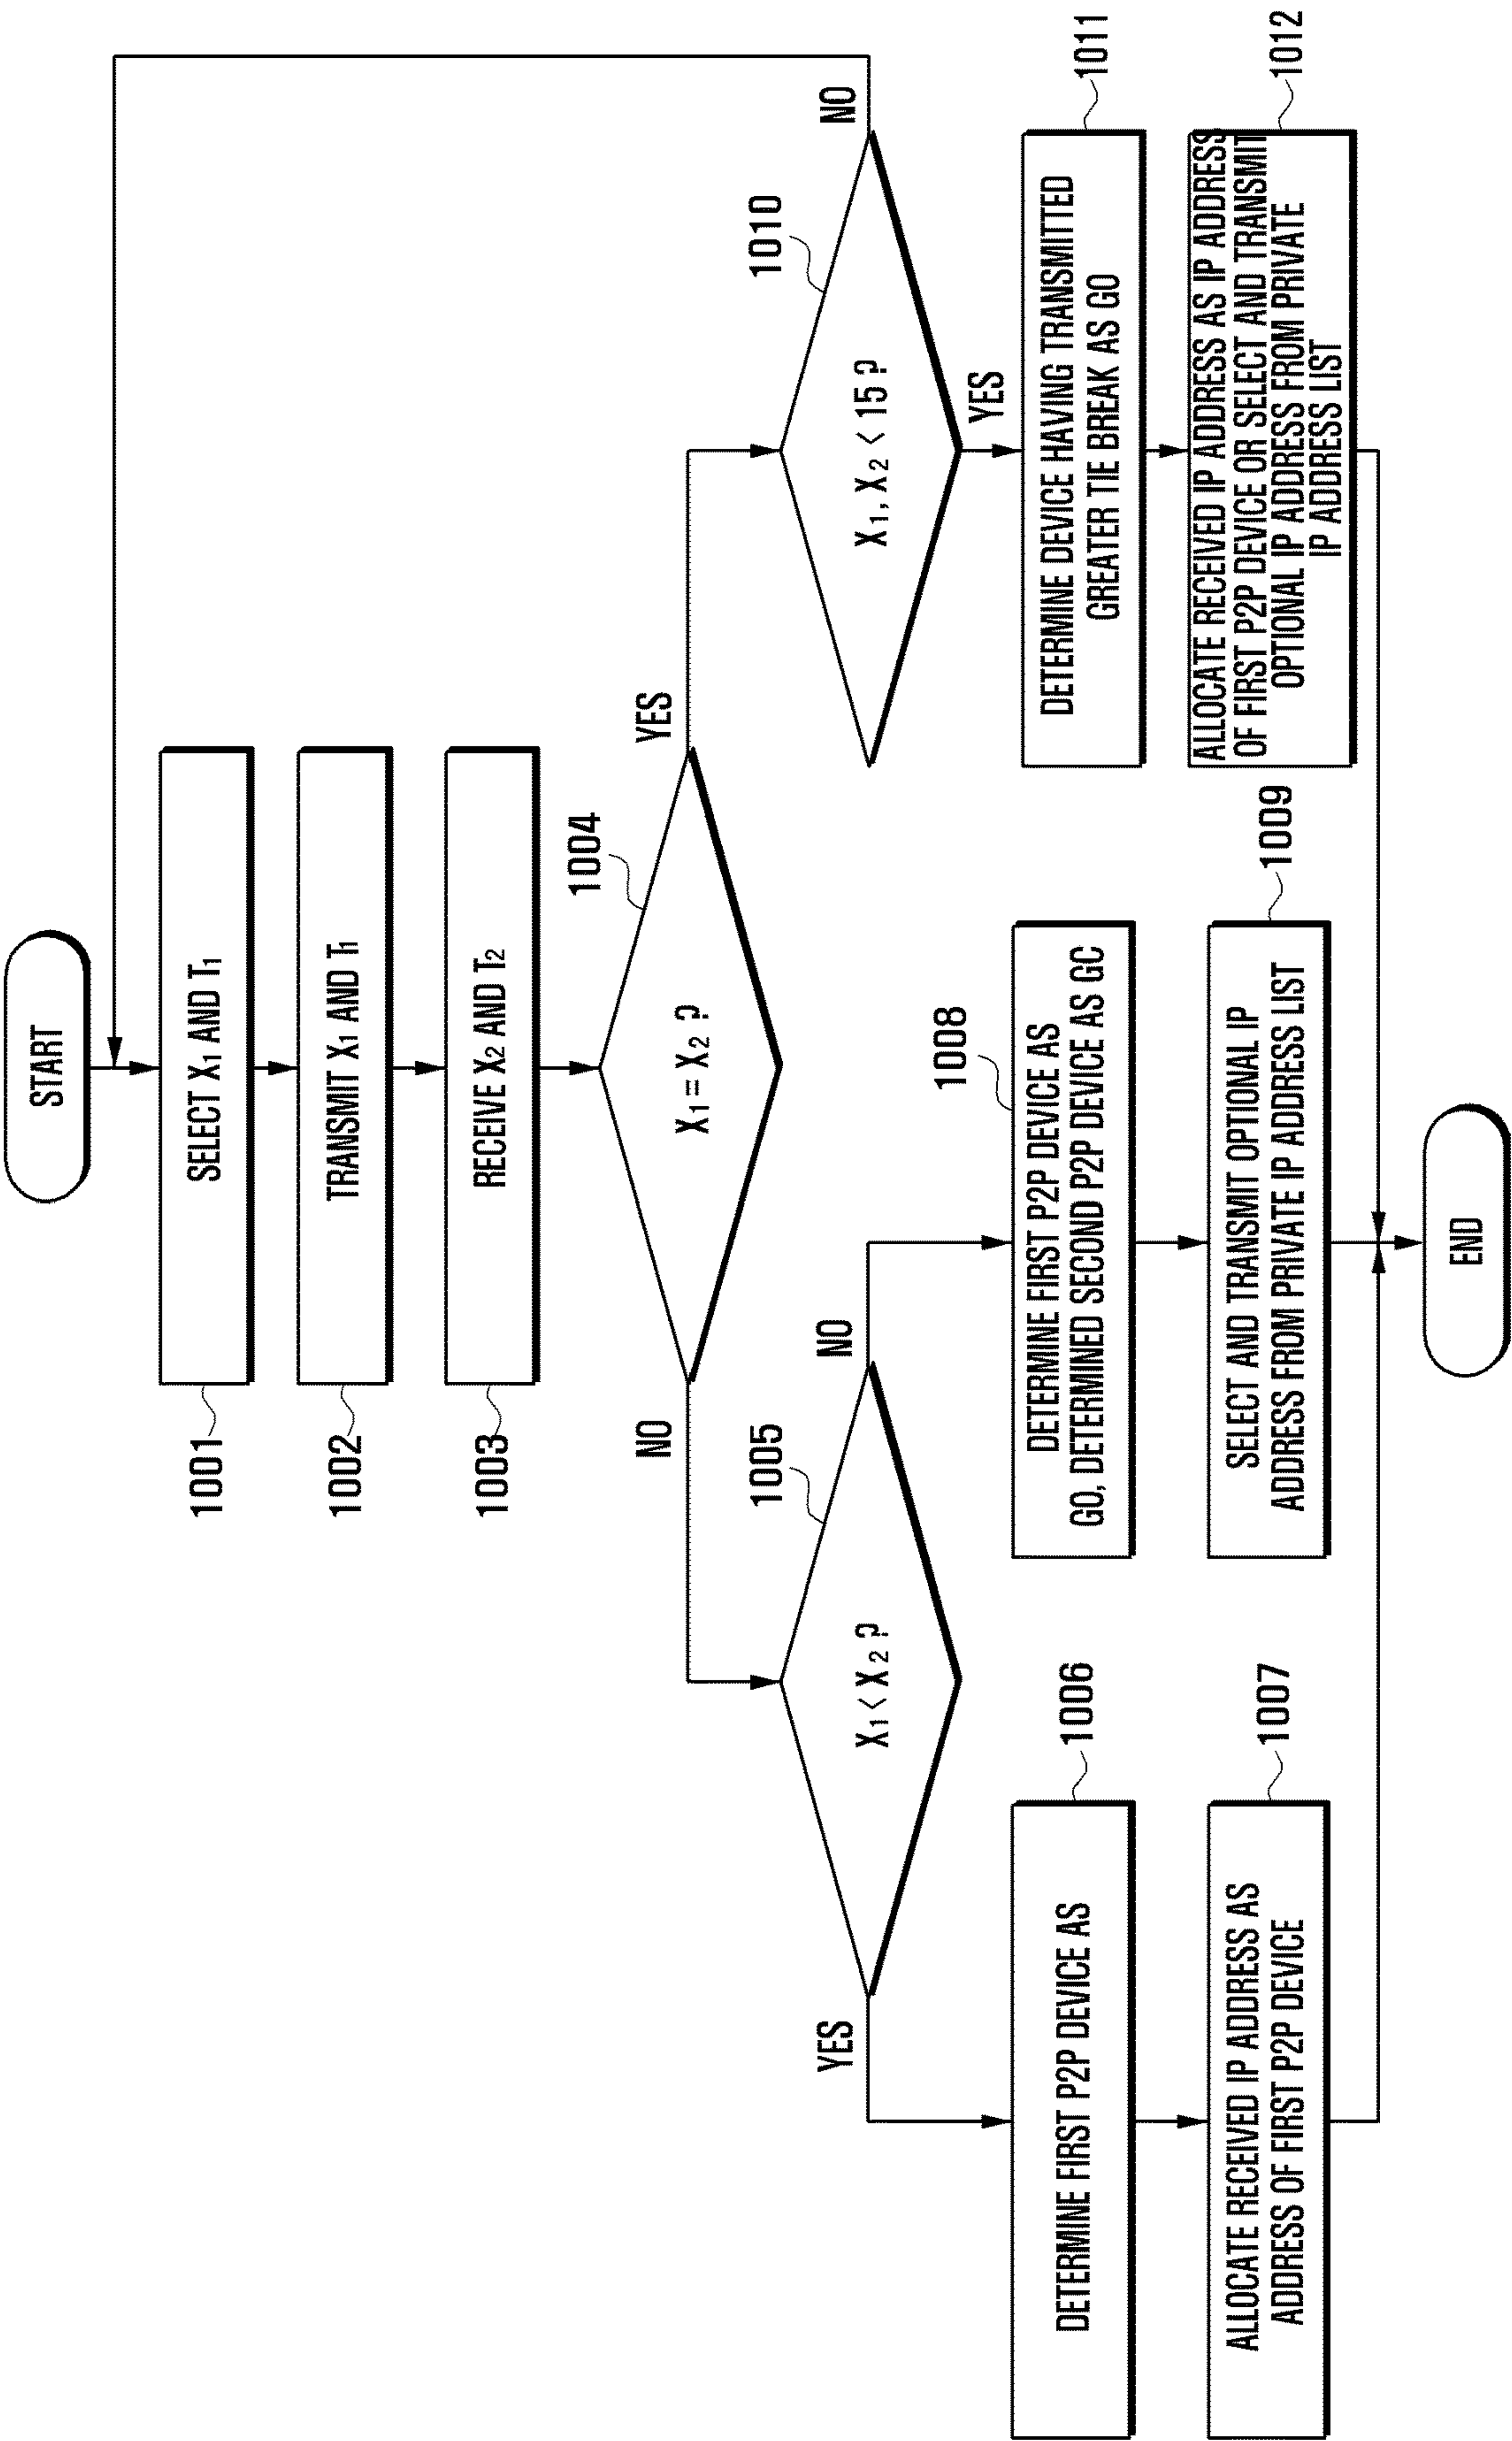 START
SELECT X1 AND T1
1001
TRANSMIT X1 AND T1
1002
RECEIVE X2 AND T2
1003
1004
X1 = X2 ?
NO
YES
1005
X1 < X2 ?
YES
NO
1010
X1, X2 < 15 ?
NO
YES
DETERMINE FIRST P2P DEVICE AS
1006
ALLOCATE RECEIVED IP ADDRESS AS
ADDRESS OF FIRST P2P DEVICE
1007
DETERMINE FIRST P2P DEVICE AS
GO, DETERMINED SECOND P2P DEVICE AS GC
1008
SELECT AND TRANSMIT OPTIONAL IP
ADDRESS FROM PRIVATE IP ADDRESS LIST
1009
DETERMINE DEVICE HAVING TRANSMITTED
GREATER TIE BREAK AS GO
1011
ALLOCATE RECEIVED IP ADDRESS AS IP ADDRESS
OF FIRST P2P DEVICE OR SELECT AND TRANSMIT
OPTIONAL IP ADDRESS FROM PRIVATE
IP ADDRESS LIST
1012
END